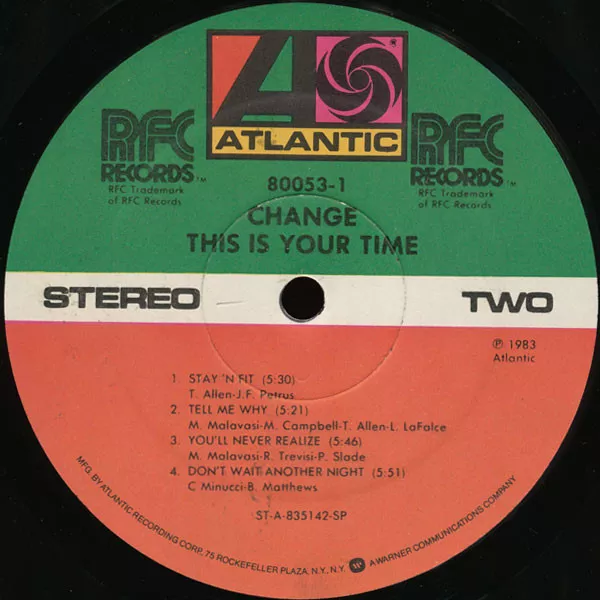 ATLANTIC
RFC
RECORDS™
RFC Trademark
of RFC Records
RFC
RECORDS™
RFC Trademark
of RFC Records
80053-1
CHANGE
THIS IS YOUR TIME
STEREO
TWO
℗ 1983
Atlantic
1. STAY 'N FIT (5:30)
T. Allen-J.F. Petrus
2. TELL ME WHY (5:21)
M. Malavasi-M. Campbell-T. Allen-L. LaFalce
3. YOU'LL NEVER REALIZE (5:46)
M. Malavasi-R. Trevisi-P. Slade
4. DON'T WAIT ANOTHER NIGHT (5:51)
C Minucci-B. Matthews
ST-A-835142-SP
MFG. BY ATLANTIC RECORDING CORP. 75 ROCKEFELLER PLAZA, N.Y., N.Y. A WARNER COMMUNICATIONS COMPANY